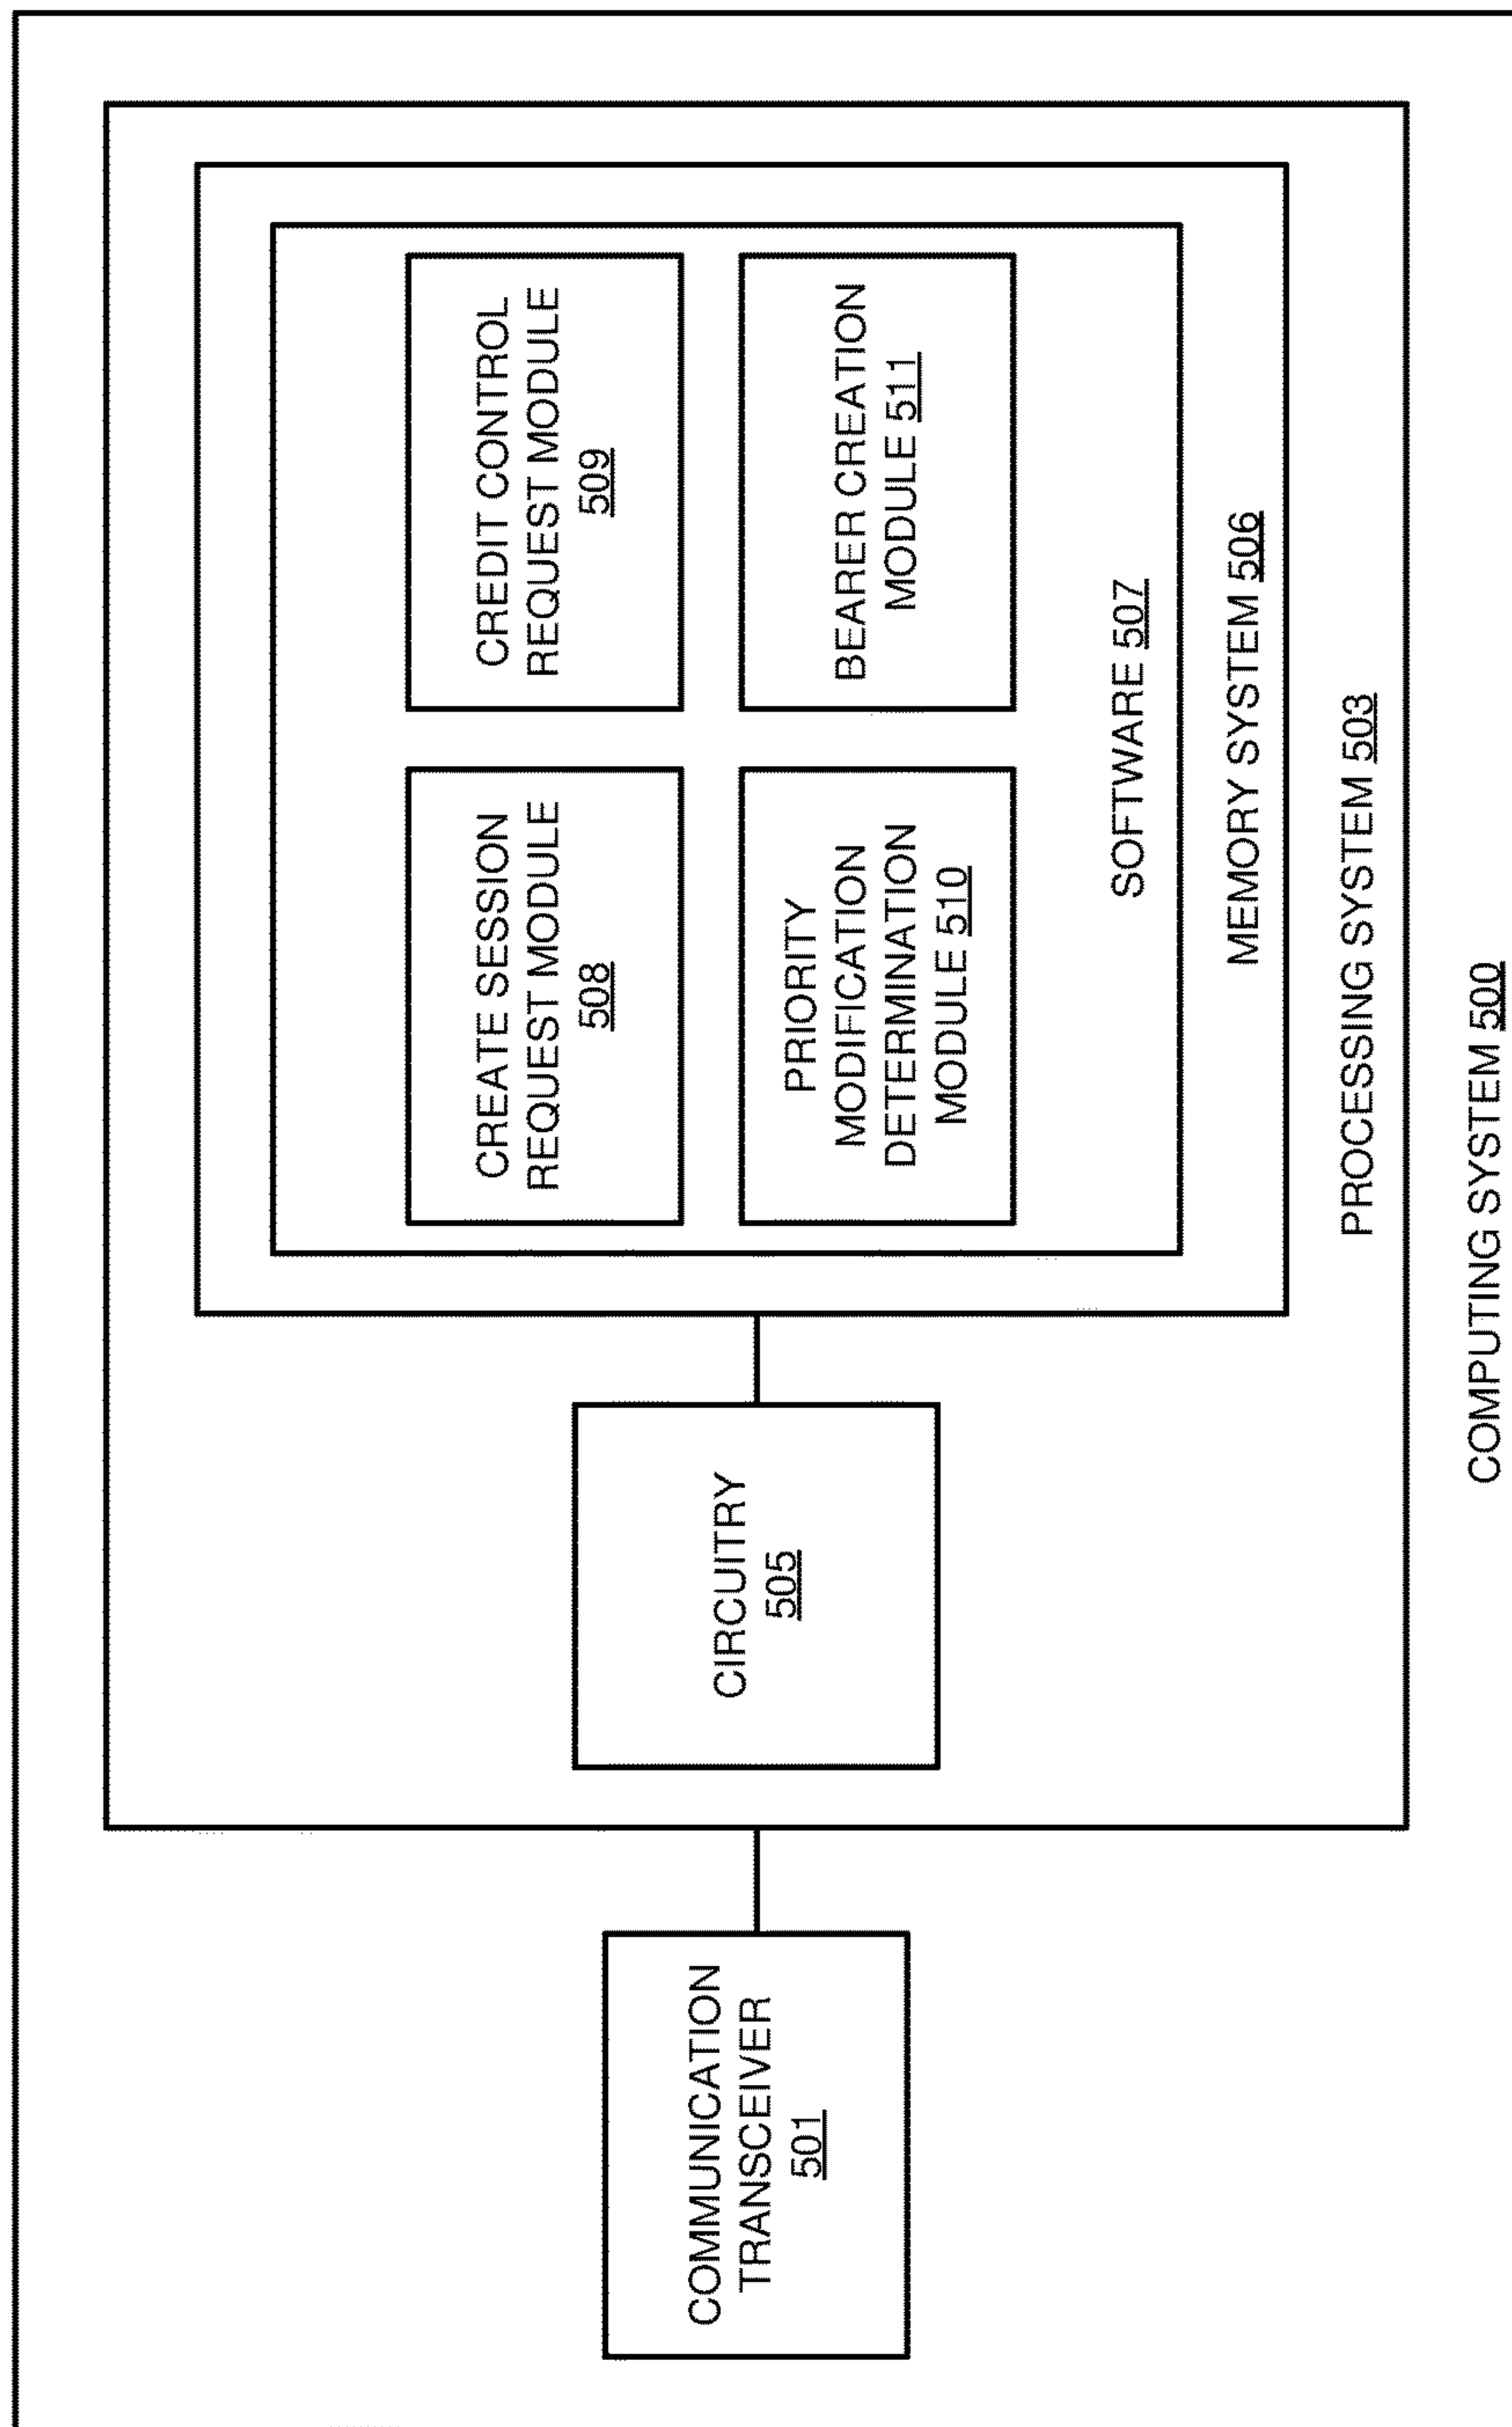 COMMUNICATION
TRANSCEIVER
501
CIRCUITRY
505
CREATE SESSION
REQUEST MODULE
508
CREDIT CONTROL
REQUEST MODULE
509
PRIORITY
MODIFICATION
DETERMINATION
MODULE 510
BEARER CREATION
MODULE 511
SOFTWARE 507
MEMORY SYSTEM 506
PROCESSING SYSTEM 503
COMPUTING SYSTEM 500